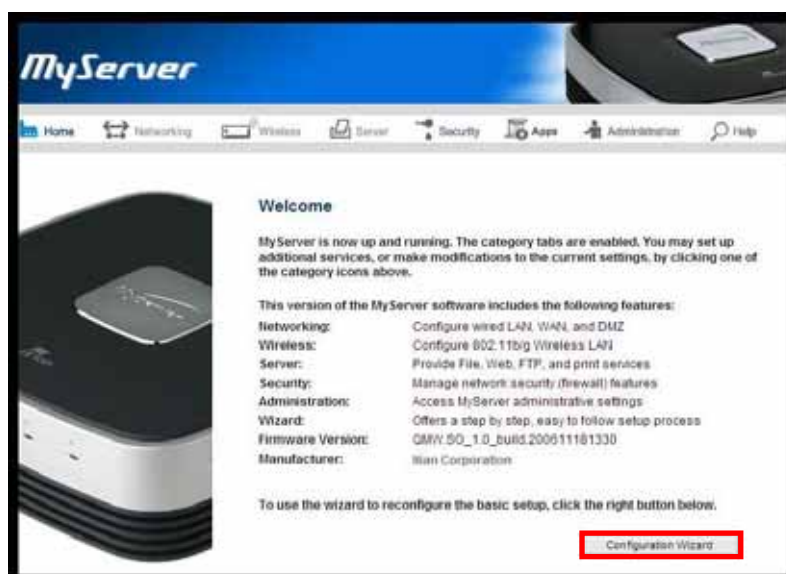 MyServer
Home Networking Wireless Server Security Apps Administration Help
Welcome
MyServer is now up and running. The category tabs are enabled. You may set up
additional services, or make modifications to the current settings, by clicking one of
the category icons above.
This version of the MyServer software includes the following features:
Networking: Configure wired LAN, WAN, and DMZ
Wireless: Configure 802.11b/g Wireless LAN
Server: Provide File, Web, FTP, and print services
Security: Manage network security (firewall) features
Administration: Access MyServer administrative settings
Wizard: Offers a step by step, easy to follow setup process
Firmware Version:
Manufacturer: Corporation
To use the wizard to reconfigure the basic setup, click the right button below.
Configuration Wizard